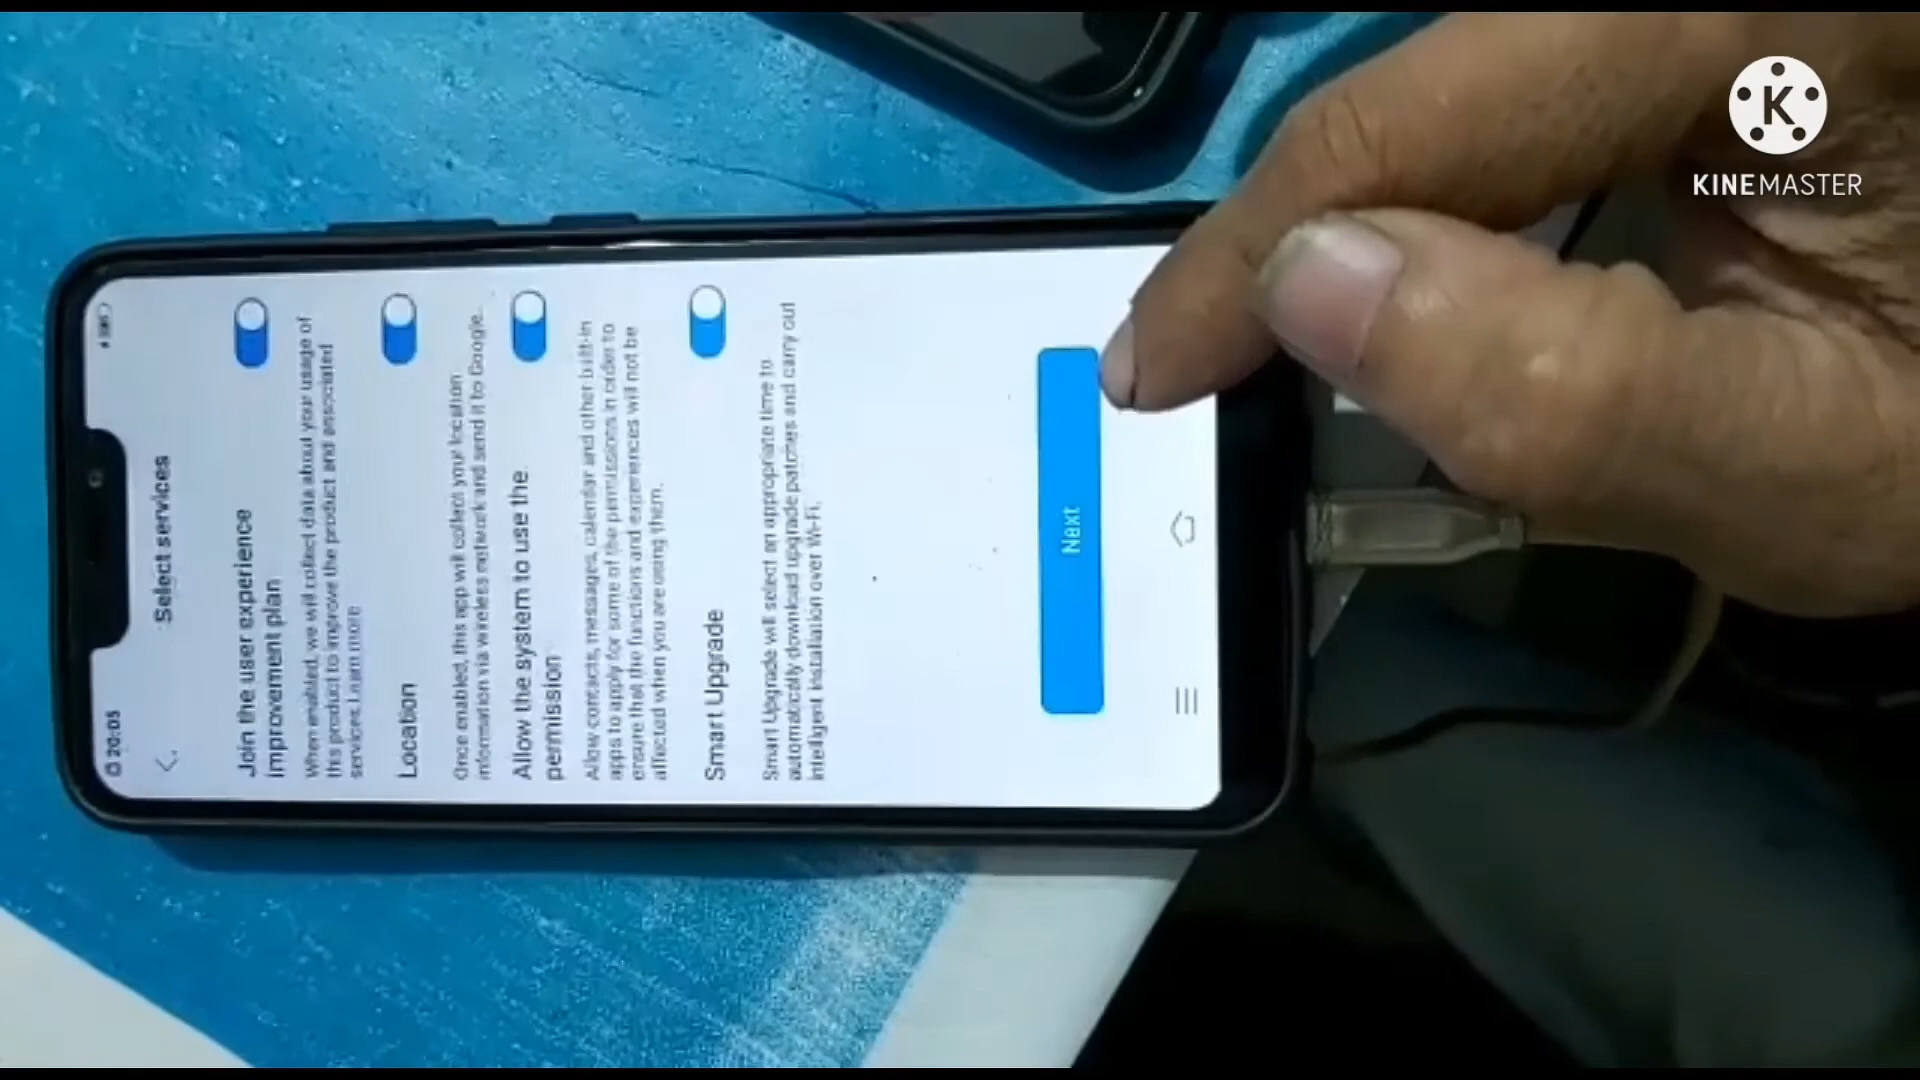 20:05
Select services
Join the user experience
improvement plan
When enabled, we will collect data about your usage of
this product to improve the product and associated
services. Learn more
Location
Once enabled, this app will collect your location
information via wireless network and send it to Google.
Allow the system to use the
permission
Allow contacts, messages, calendar and other built-in
apps to apply for some of the permissions in order to
ensure that the functions and experiences will not be
affected when you are using them.
Smart Upgrade
Smart Upgrade will select an appropriate time to
automatically download upgrade patches and carry out
intelligent installation over Wi-Fi.
Next
K
KINEMASTER